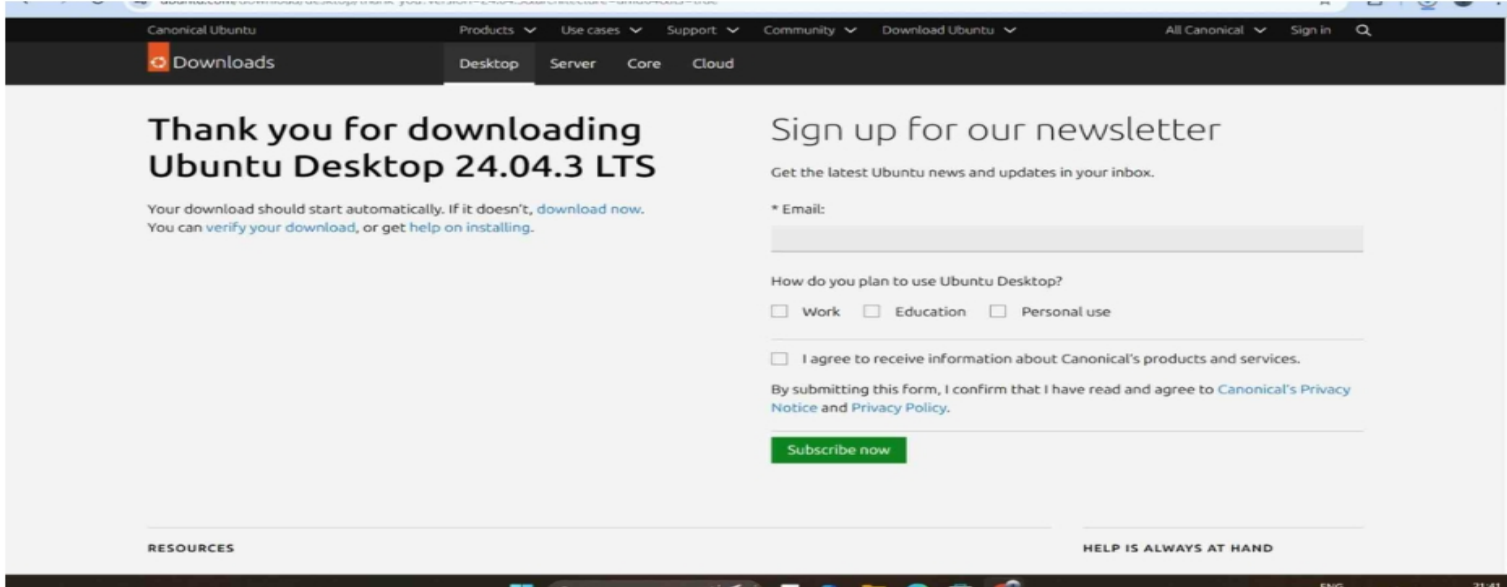 Canonical Ubuntu Products Use cases Support Community Download Ubuntu All Canonical Sign in
Downloads Desktop Server Core Cloud
Thank you for downloading
Ubuntu Desktop 24.04.3 LTS
Your download should start automatically. If it doesn't, download now.
You can verify your download, or get help on installing.
Sign up for our newsletter
Get the latest Ubuntu news and updates in your inbox.
* Email:
How do you plan to use Ubuntu Desktop?
Work Education Personal use
I agree to receive information about Canonical's products and services.
By submitting this form, I confirm that I have read and agree to Canonical's Privacy
Notice and Privacy Policy.
Subscribe now
RESOURCES
HELP IS ALWAYS AT HAND
ENG 21:41